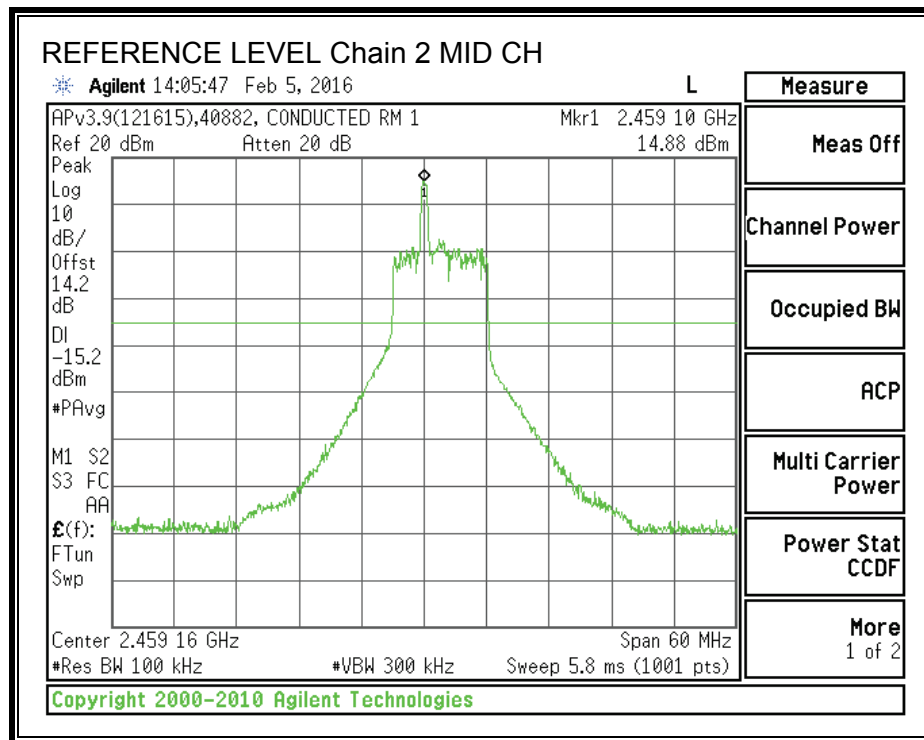 REFERENCE LEVEL Chain 2 MID CH
Agilent 14:05:47 Feb 5, 2016 L
APv3.9(121615),40882, CONDUCTED RM 1 Mkr1 2.459 10 GHz
Ref 20 dBm Atten 20 dB 14.88 dBm
Peak
Log
10
dB/
Offst
14.2
dB
DI
-15.2
dBm
#PAvg
M1 S2
S3 FC
AA
£(f):
FTun
Swp
1
Center 2.459 16 GHz Span 60 MHz
#Res BW 100 kHz #VBW 300 kHz Sweep 5.8 ms (1001 pts)
Copyright 2000-2010 Agilent Technologies
Measure
Meas Off
Channel Power
Occupied BW
ACP
Multi Carrier
Power
Power Stat
CCDF
More
1 of 2